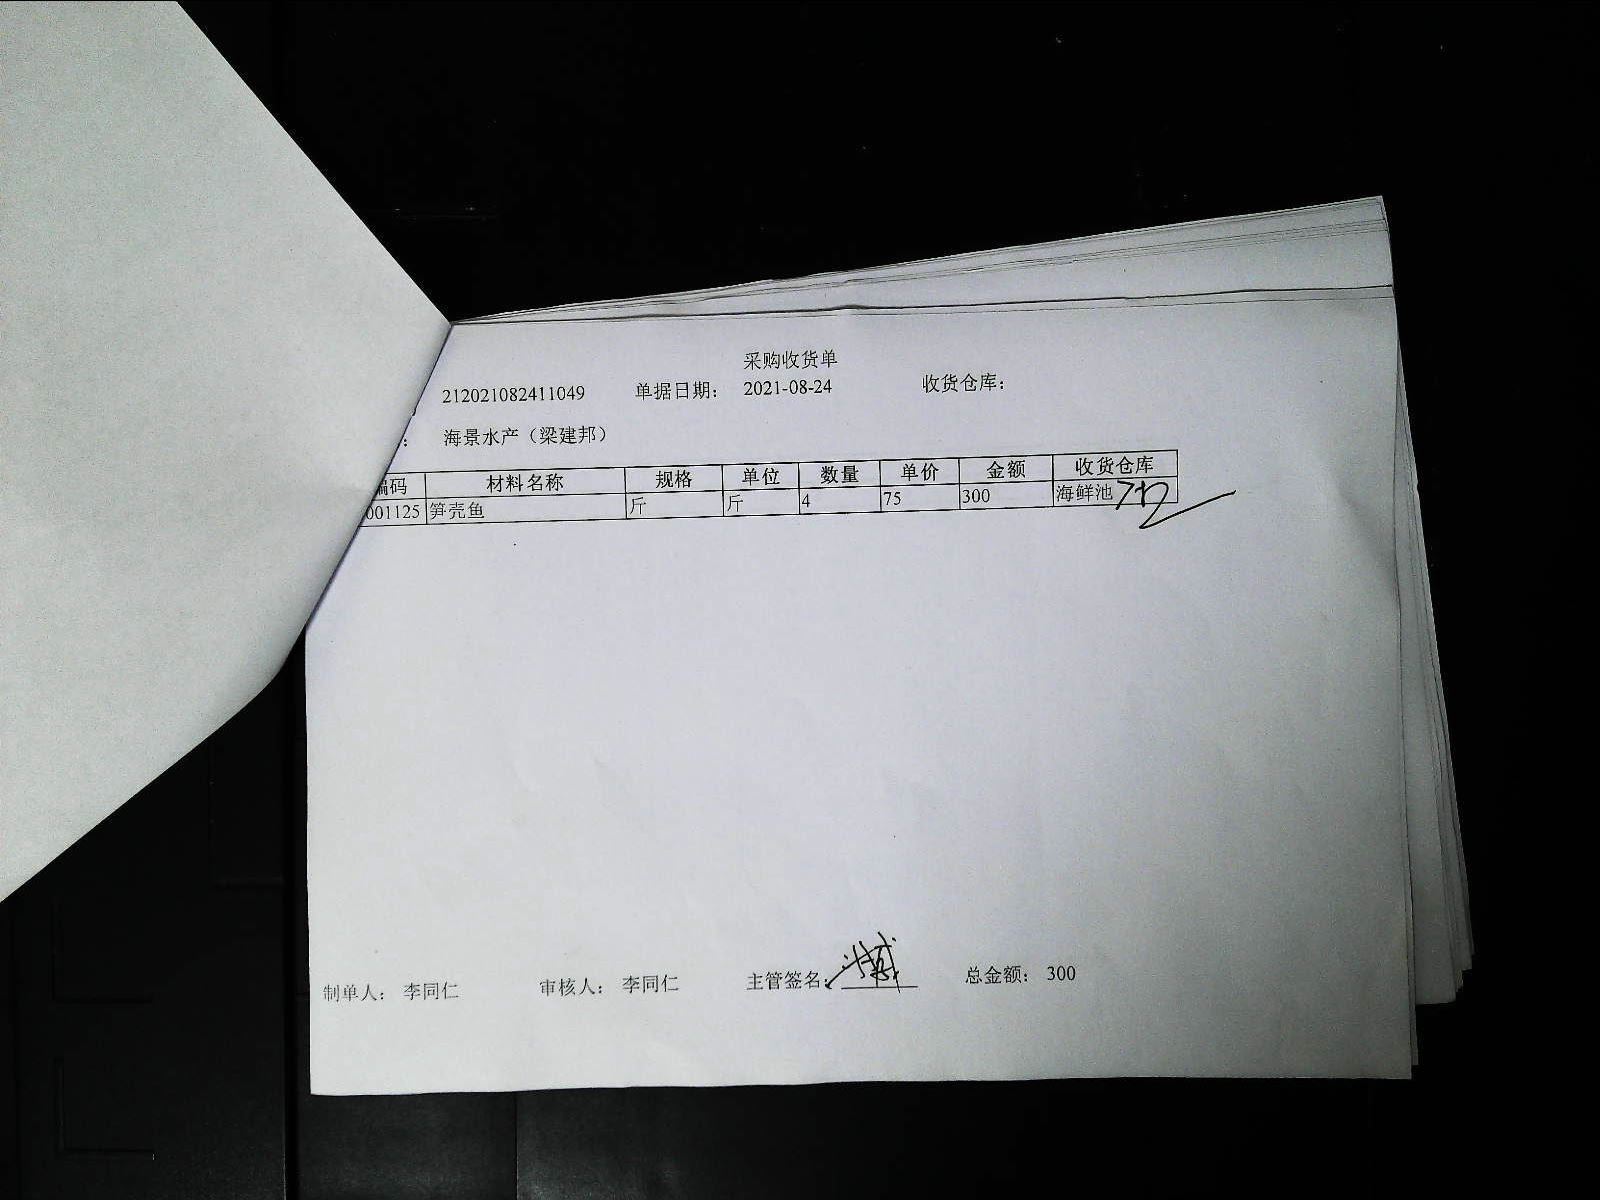 采购收货单
212021082411049 单据日期： 2021-08-24 收货仓库：
： 海景水产（梁建邦）
编码 材料名称 规格 单位 数量 单价 金额 收货仓库
001125 笋壳鱼 斤 斤 4 75 300 海鲜池
制单人： 李同仁 审核人： 李同仁 主管签名： 总金额： 300